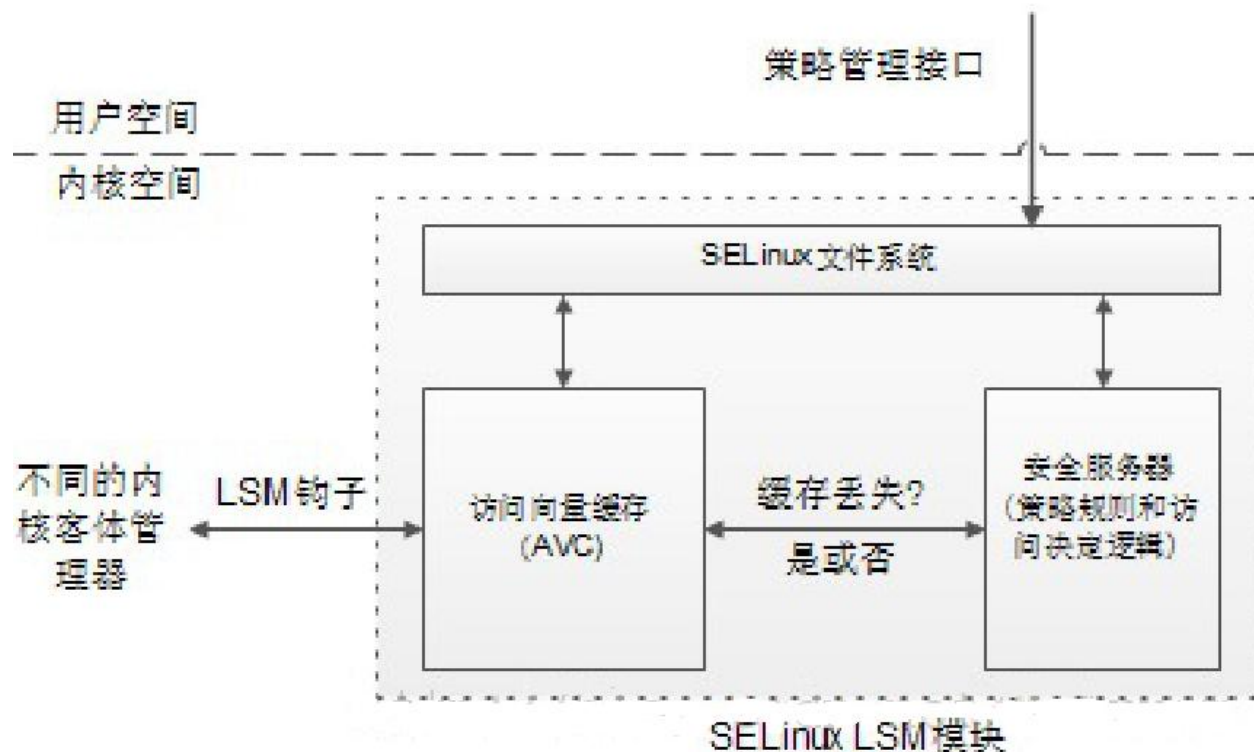 策略管理接口
用户空间
内核空间
SELinux文件系统
不同的内
核客体管
理器
LSM钩子
访问向量缓存
(AVC)
缓存丢失?
是或否
安全服务器
(策略规则和访
问决定逻辑)
SELinux LSM模块